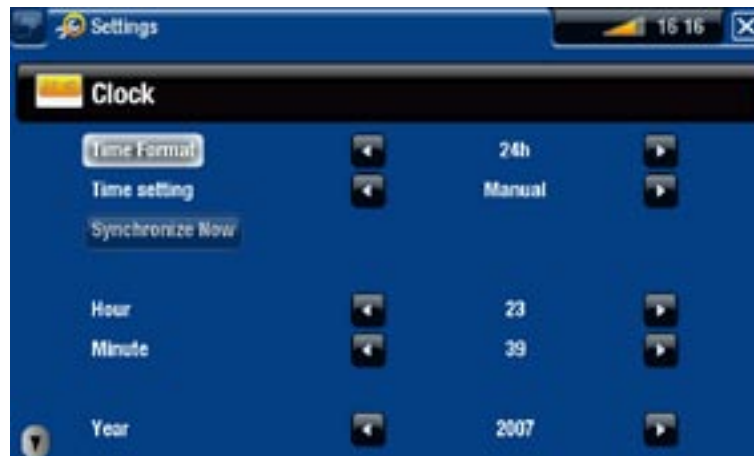 Settings 16 16
Clock
Time Format 24h
Time setting Manual
Synchronize Now
Hour 23
Minute 39
Year 2007